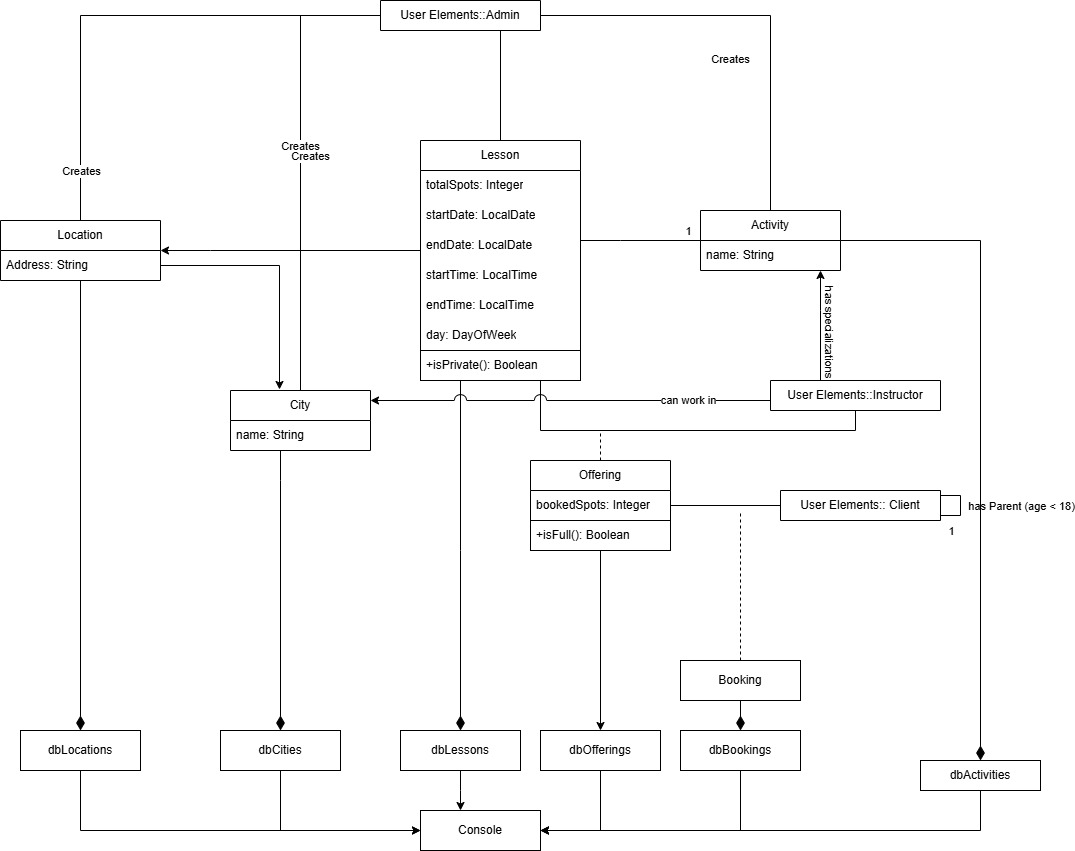 User Elements::Admin
Creates
Creates
Creates
Creates
Lesson
totalSpots: Integer
startDate: LocalDate
endDate: LocalDate
startTime: LocalTime
endTime: LocalTime
day: DayOfWeek
+isPrivate(): Boolean
Location
Address: String
1
Activity
name: String
has specializations
City
name: String
can work in
User Elements::Instructor
Offering
bookedSpots: Integer
+isFull(): Boolean
User Elements:: Client
has Parent (age < 18)
1
Booking
dbLocations
dbCities
dbLessons
dbOfferings
dbBookings
dbActivities
Console